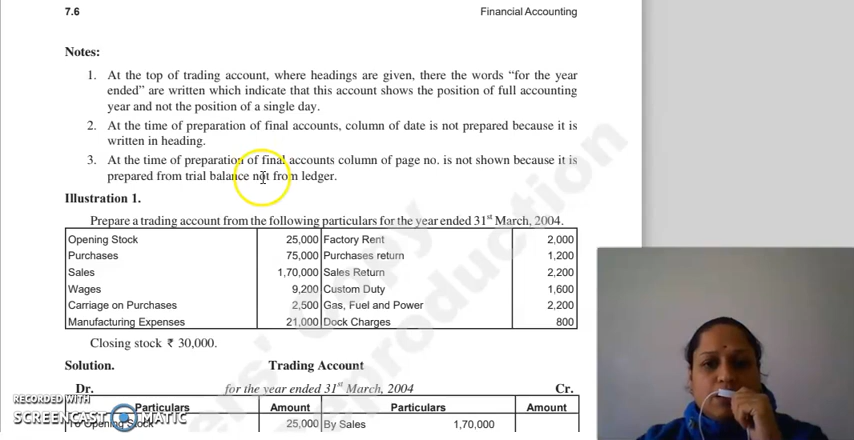 7.6 Financial Accounting
Notes:
1. At the top of trading account, where headings are given, there the words “for the year
ended” are written which indicate that this account shows the position of full accounting
year and not the position of a single day.
2. At the time of preparation of final accounts, column of date is not prepared because it is
written in heading.
3. At the time of preparation of final accounts column of page no. is not shown because it is
prepared from trial balance not from ledger.
Illustration 1.
Prepare a trading account from the following particulars for the year ended 31st March, 2004.
Opening Stock 25,000 Factory Rent 2,000
Purchases 75,000 Purchases return 1,200
Sales 1,70,000 Sales Return 2,200
Wages 9,200 Custom Duty 1,600
Carriage on Purchases 2,500 Gas, Fuel and Power 2,200
Manufacturing Expenses 21,000 Dock Charges 800
Closing stock ₹ 30,000.
Solution. Trading Account
Dr. for the year ended 31st March, 2004 Cr.
Particulars Amount Particulars Amount
To Opening Stock 25,000 By Sales 1,70,000
RECORDED WITH
SCREENCAST MATIC